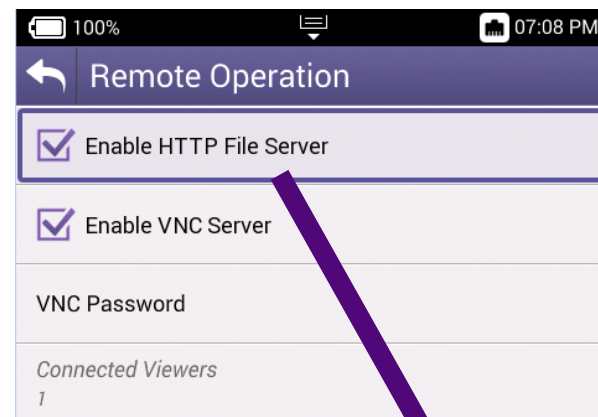 100%
07:08 PM
Remote Operation
Enable HTTP File Server
Enable VNC Server
VNC Password
Connected Viewers
1